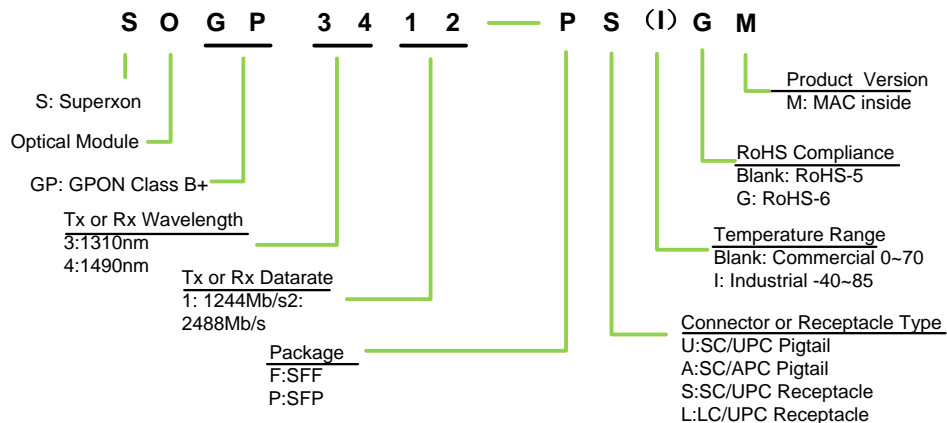 S O G P 3 4 1 2 — P S (I) G M
S: Superxon
Optical Module
GP: GPON Class B+
Tx or Rx Wavelength
3:1310nm
4:1490nm
Tx or Rx Datarate
1: 1244Mb/s2:
2488Mb/s
Package
F:SFF
P:SFP
Product Version
M: MAC inside
RoHS Compliance
Blank: RoHS-5
G: RoHS-6
Temperature Range
Blank: Commercial 0~70
I: Industrial -40~85
Connector or Receptacle Type
U:SC/UPC Pigtail
A:SC/APC Pigtail
S:SC/UPC Receptacle
L:LC/UPC Receptacle